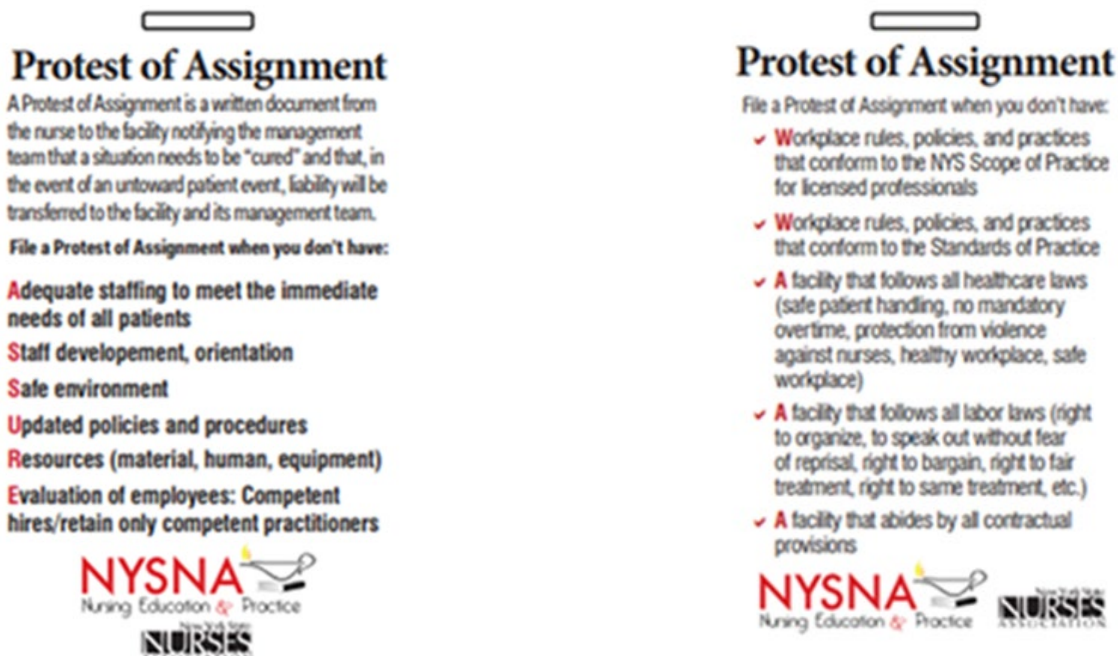 Protest of Assignment
A Protest of Assignment is a written document from
the nurse to the facility notifying the management
team that a situation needs to be “cured” and that, in
the event of an untoward patient event, liability will be
transferred to the facility and its management team.
File a Protest of Assignment when you don't have:
Adequate staffing to meet the immediate
needs of all patients
Staff developement, orientation
Safe environment
Updated policies and procedures
Resources (material, human, equipment)
Evaluation of employees: Competent
hires/retain only competent practitioners
NYSNA
Nursing Education & Practice
New York State
NURSES
Protest of Assignment
File a Protest of Assignment when you don't have:
Workplace rules, policies, and practices
that conform to the NYS Scope of Practice
for licensed professionals
Workplace rules, policies, and practices
that conform to the Standards of Practice
A facility that follows all healthcare laws
(safe patient handling, no mandatory
overtime, protection from violence
against nurses, healthy workplace, safe
workplace)
A facility that follows all labor laws (right
to organize, to speak out without fear
of reprisal, right to bargain, right to fair
treatment, right to same treatment, etc.)
A facility that abides by all contractual
provisions
NYSNA
Nursing Education & Practice
New York State
NURSES
ASSOCIATION